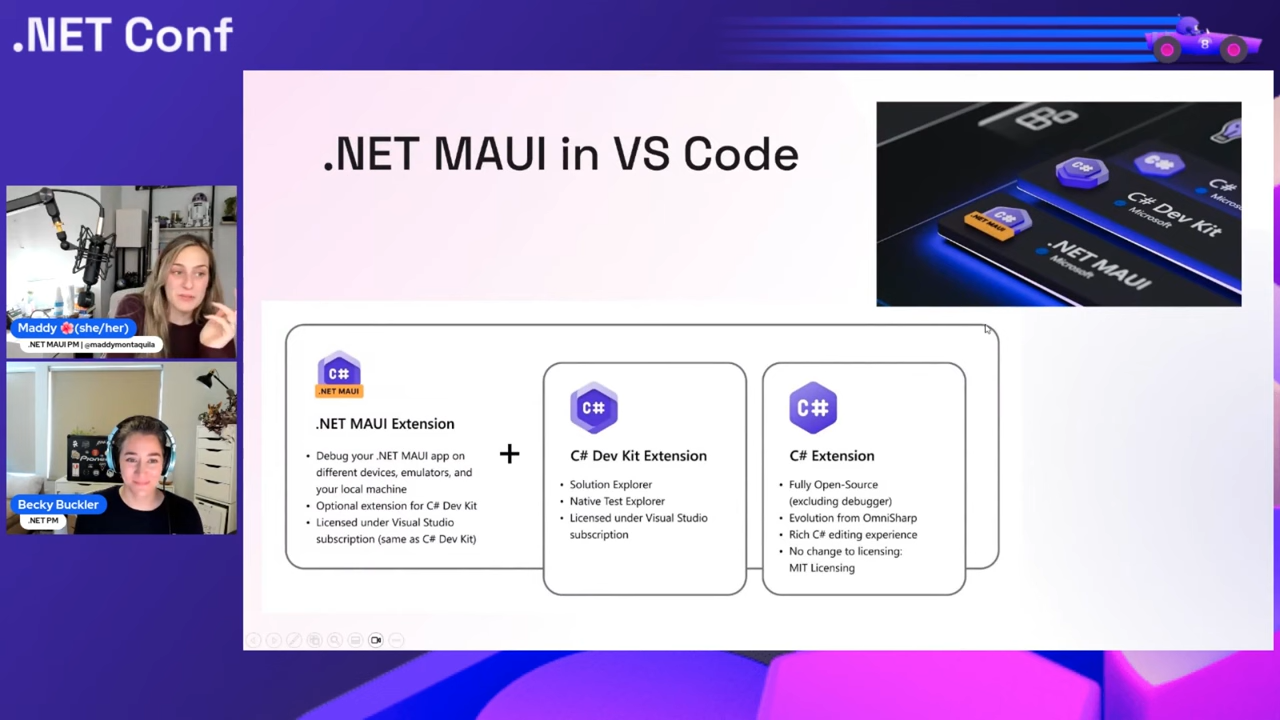 .NET Conf
8
.NET MAUI in VS Code
C#
C#
Microsoft
C# Dev Kit
Microsoft
C#
.NET MAUI
.NET MAUI
Microsoft
Maddy 🌺(she/her)
.NET MAUI PM | @maddymontaquila
Becky Buckler
.NET PM
C#
.NET MAUI
.NET MAUI Extension
• Debug your .NET MAUI app on
different devices, emulators, and
your local machine
• Optional extension for C# Dev Kit
• Licensed under Visual Studio
subscription (same as C# Dev Kit)
+
C#
C# Dev Kit Extension
• Solution Explorer
• Native Test Explorer
• Licensed under Visual Studio
subscription
C#
C# Extension
• Fully Open-Source
(excluding debugger)
• Evolution from OmniSharp
• Rich C# editing experience
• No change to licensing:
MIT Licensing